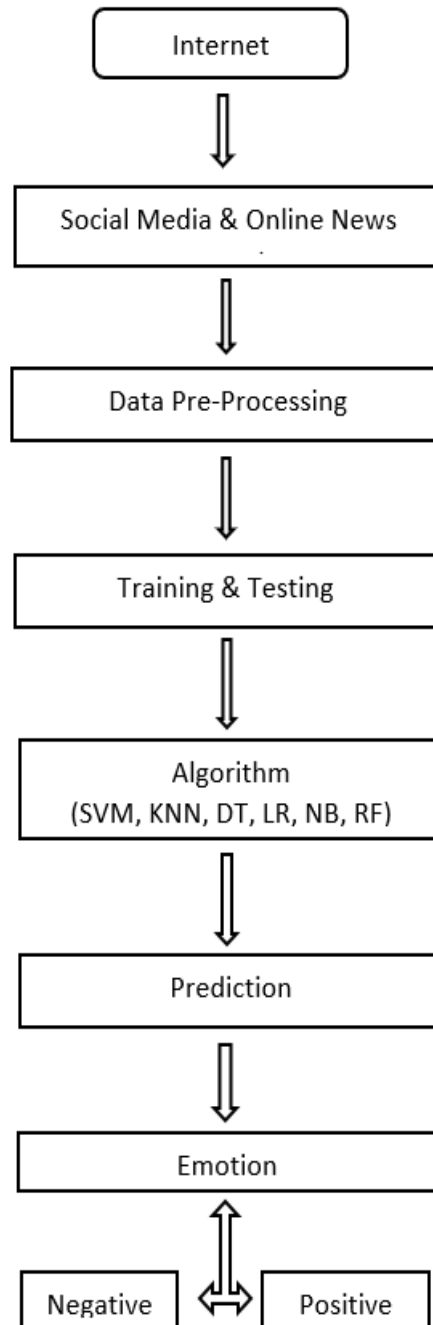 Internet
Social Media & Online News
Data Pre-Processing
Training & Testing
Algorithm
(SVM, KNN, DT, LR, NB, RF)
Prediction
Emotion
Negative
Positive